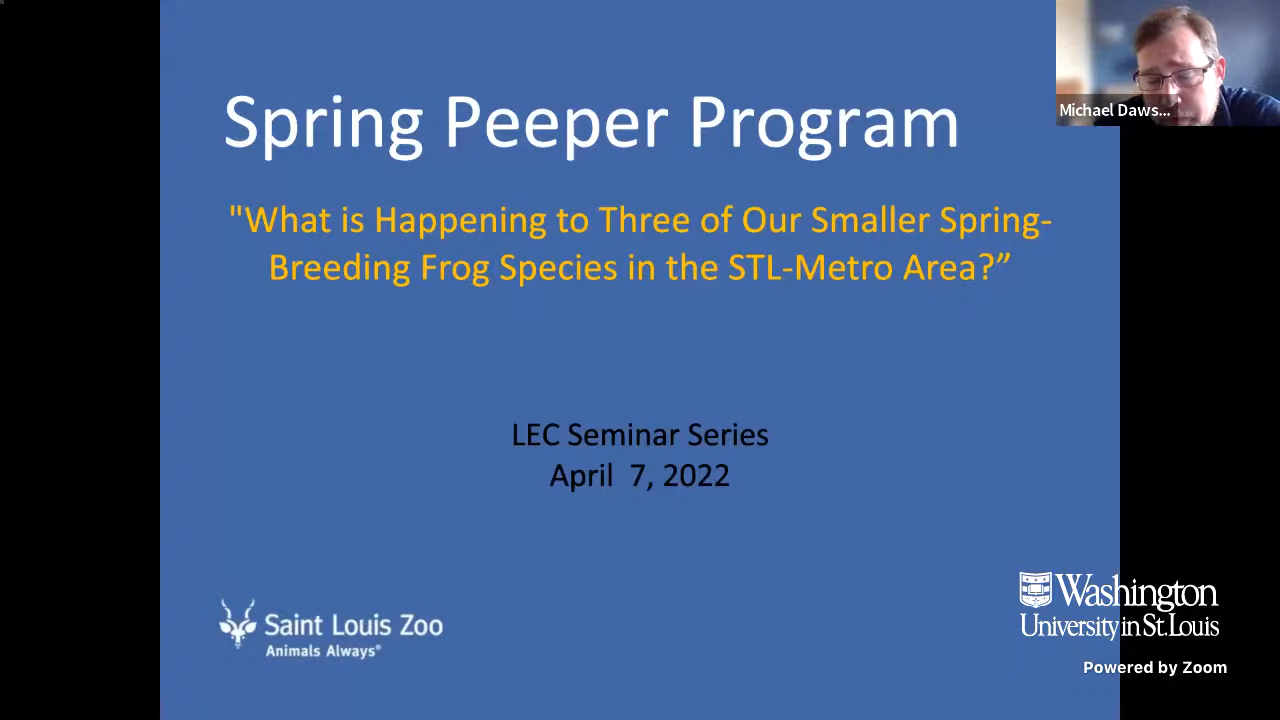 Spring Peeper Program
"What is Happening to Three of Our Smaller Spring-
Breeding Frog Species in the STL-Metro Area?”
LEC Seminar Series
April  7, 2022
Michael Daws...
Saint Louis Zoo
Animals Always®
Washington
University in St. Louis
Powered by Zoom